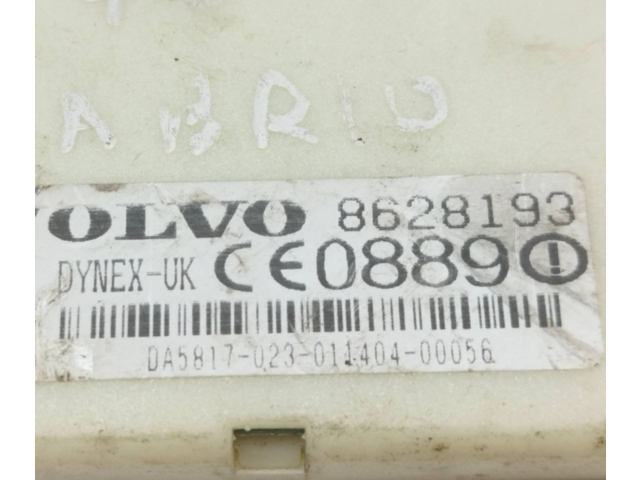 ABRIO
VOLVO 8628193
DYNEX-UK CE0889
DA5817-023-011404-00056